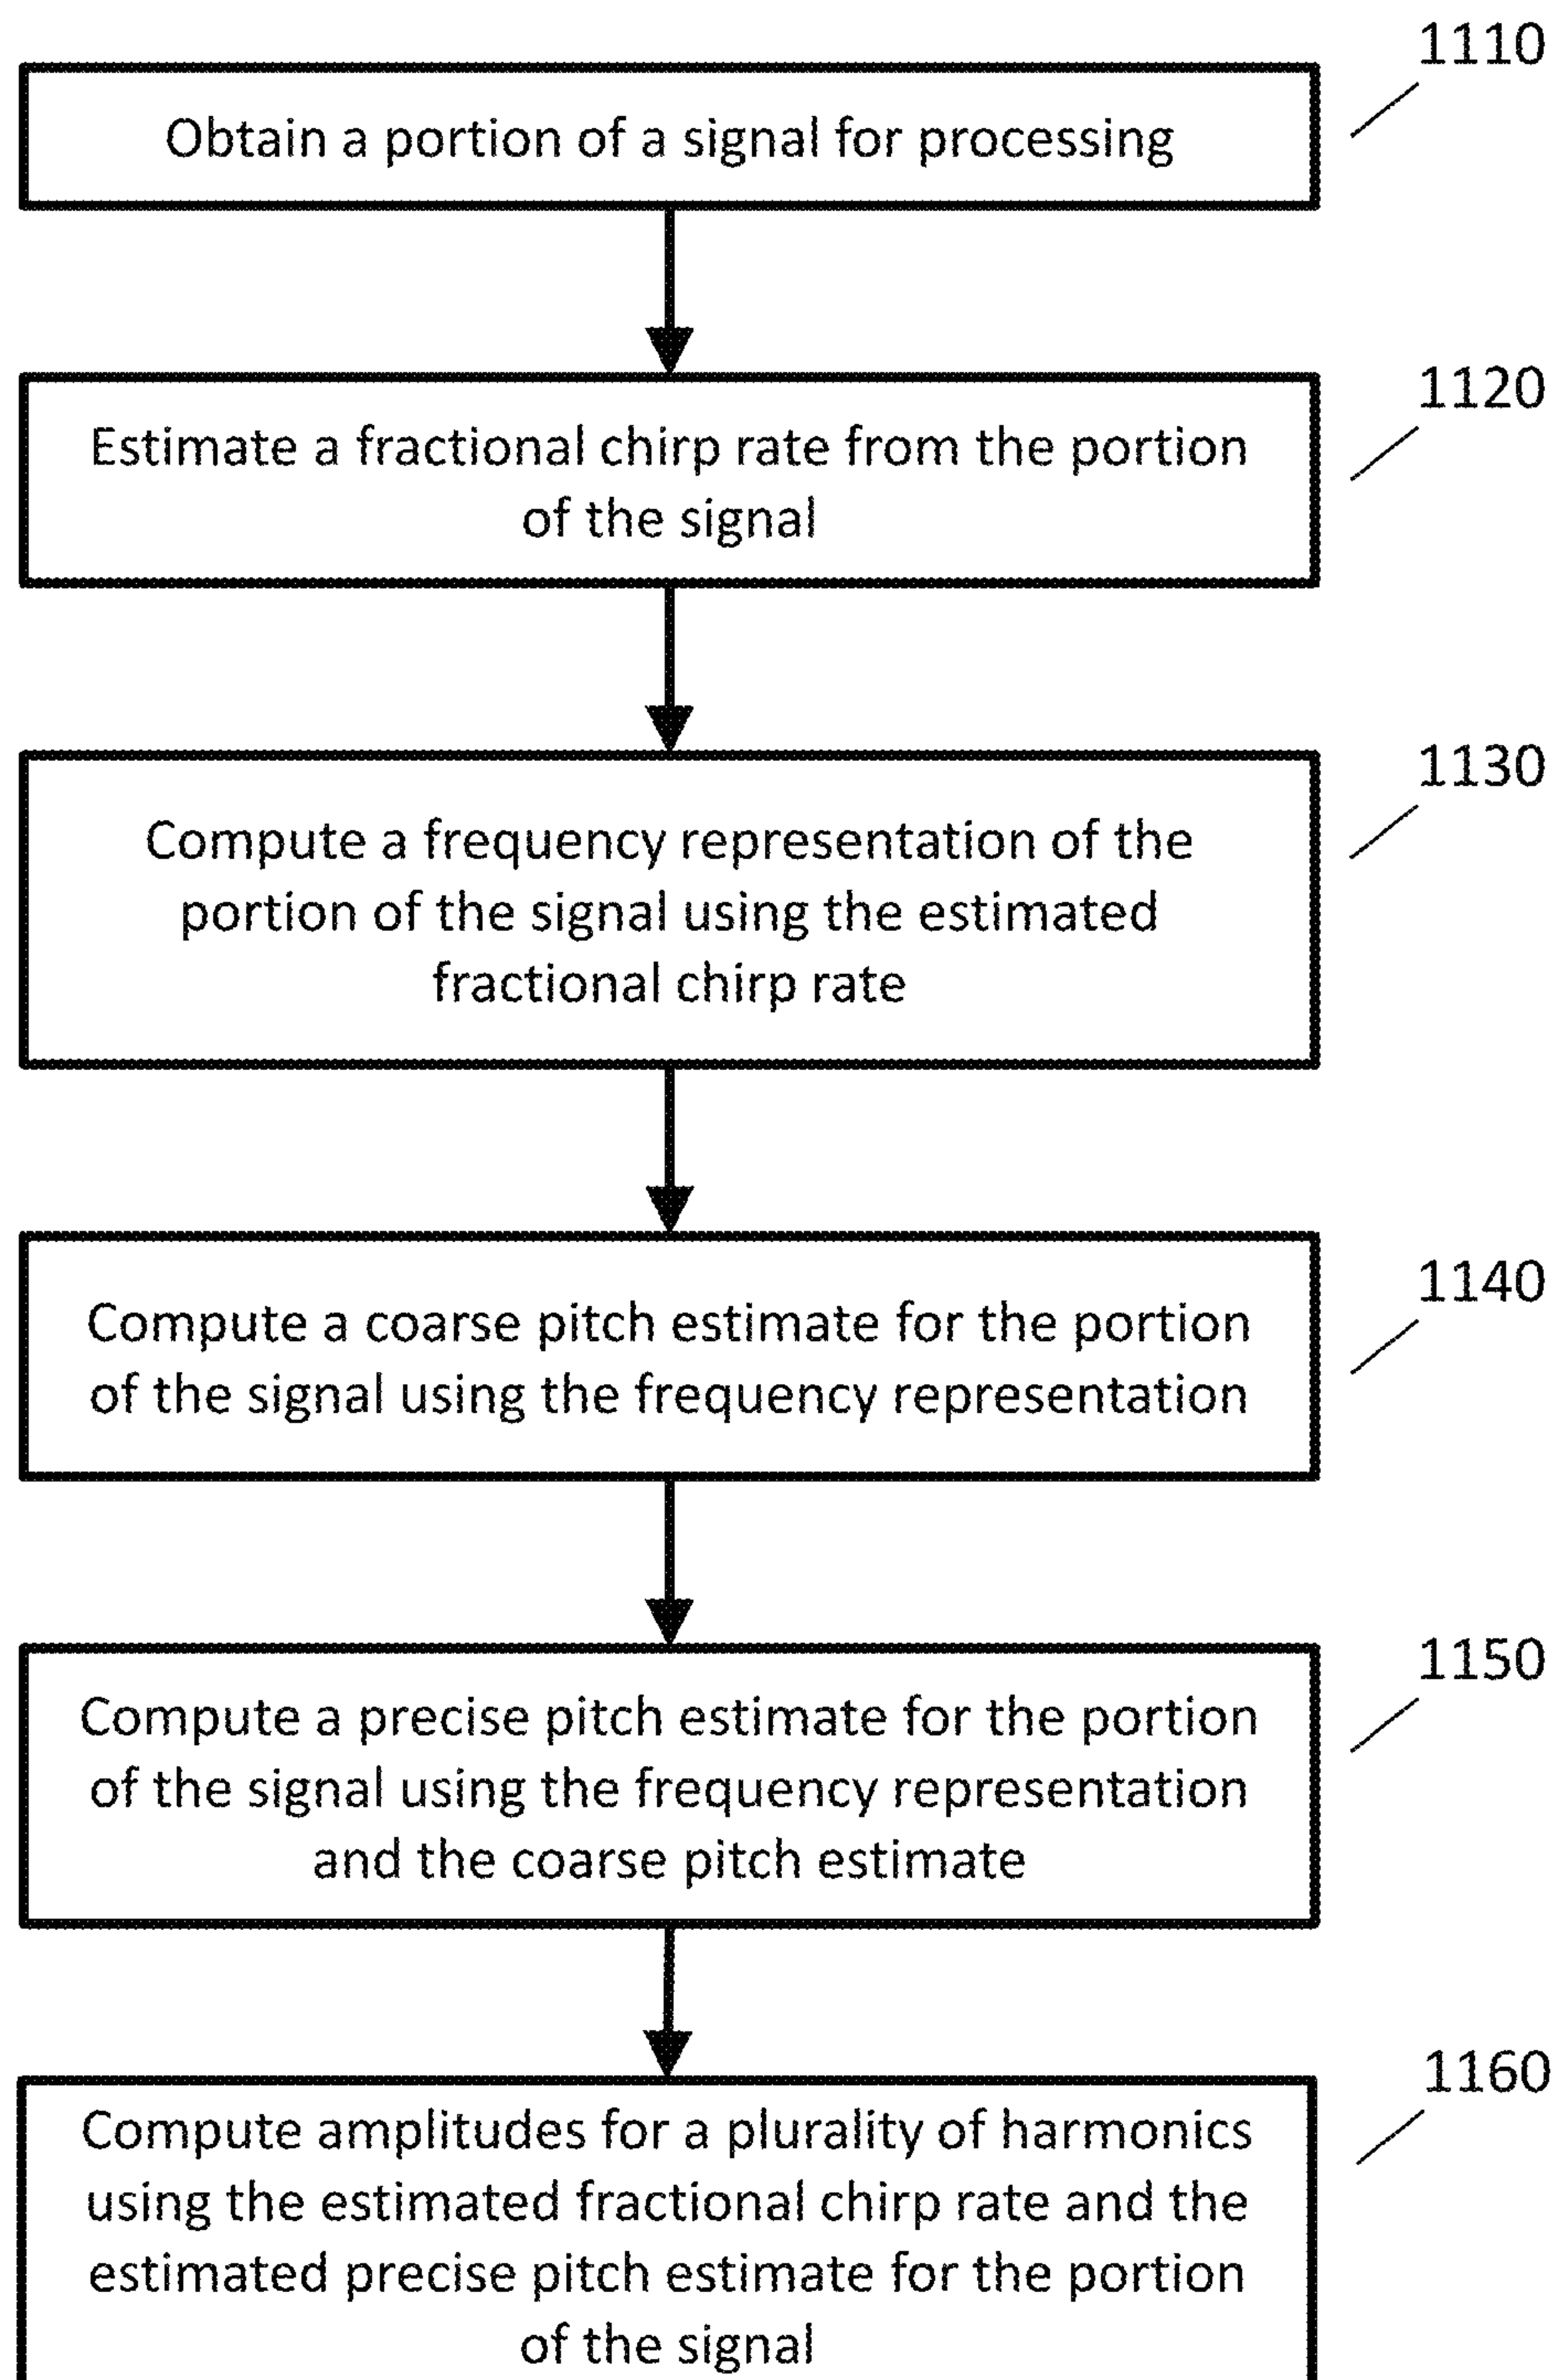 1110
Obtain a portion of a signal for processing
1120
Estimate a fractional chirp rate from the portion
of the signal
1130
Compute a frequency representation of the
portion of the signal using the estimated
fractional chirp rate
1140
Compute a coarse pitch estimate for the portion
of the signal using the frequency representation
1150
Compute a precise pitch estimate for the portion
of the signal using the frequency representation
and the coarse pitch estimate
1160
Compute amplitudes for a plurality of harmonics
using the estimated fractional chirp rate and the
estimated precise pitch estimate for the portion
of the signal